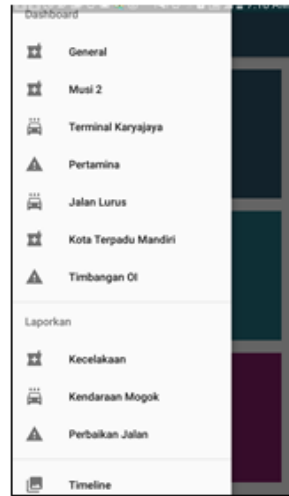 Dashboard
General
Musi 2
Terminal Karyajaya
Pertamina
Jalan Lurus
Kota Terpadu Mandiri
Timbangan OI
Laporkan
Kecelakaan
Kendaraan Mogok
Perbaikan Jalan
Timeline